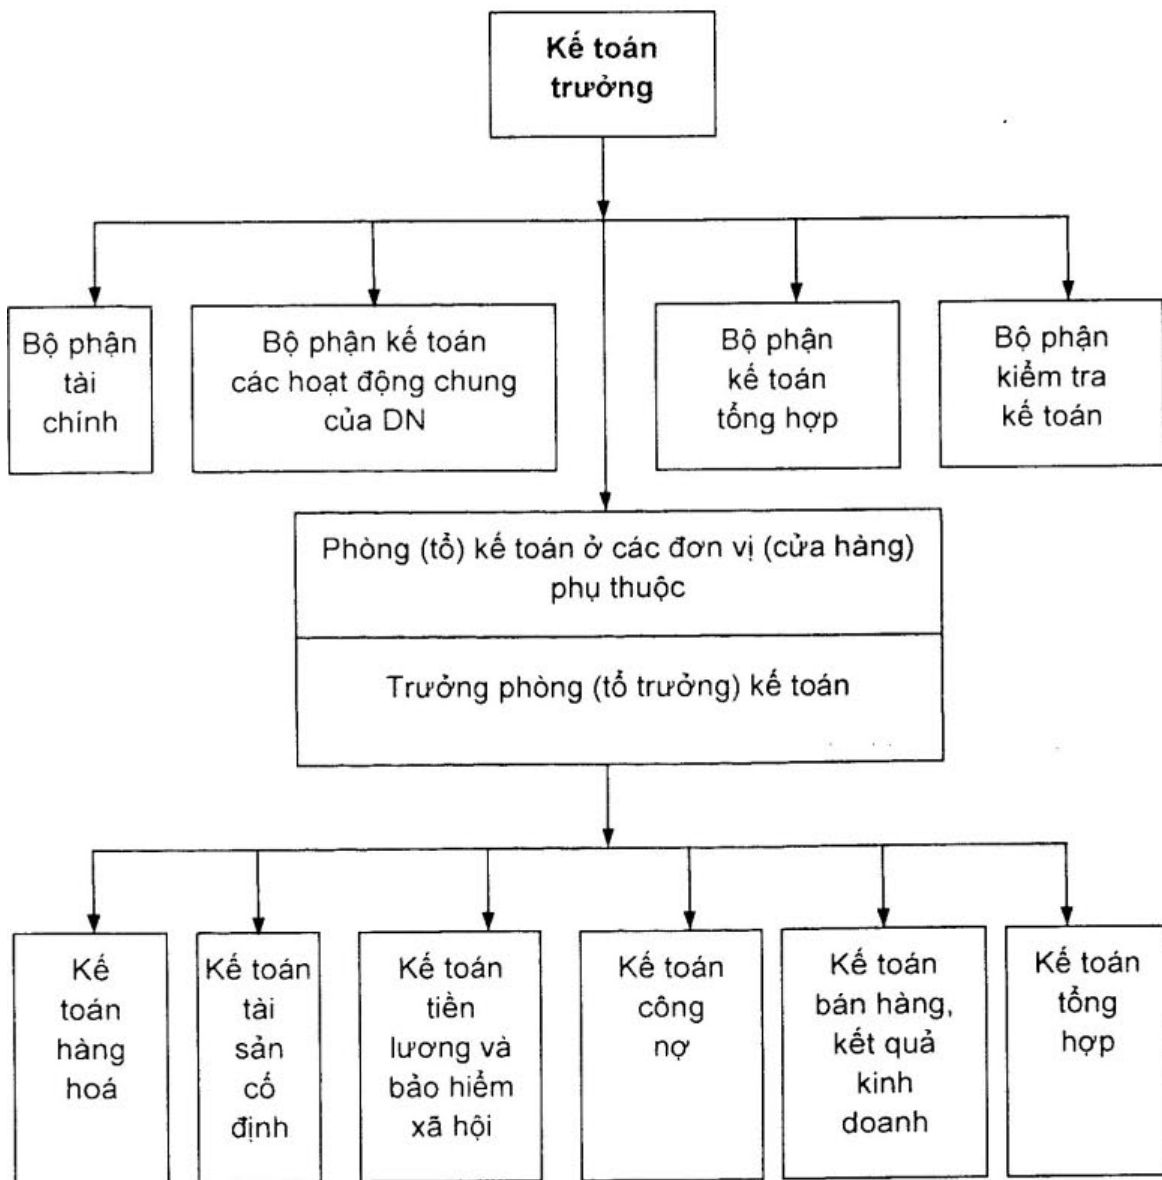 Kế toán
trưởng
Bộ phận
tài
chính
Bộ phận kế toán
các hoạt động chung
của DN
Bộ phận
kế toán
tổng hợp
Bộ phận
kiểm tra
kế toán
Phòng (tổ) kế toán ở các đơn vị (cửa hàng)
phụ thuộc
Trưởng phòng (tổ trưởng) kế toán
Kế
toán
hàng
hoá
Kế toán
tài
sản
cố
định
Kế toán
tiền
lương và
bảo hiểm
xã hội
Kế toán
công
nợ
Kế toán
bán hàng,
kết quả
kinh
doanh
Kế toán
tổng
hợp